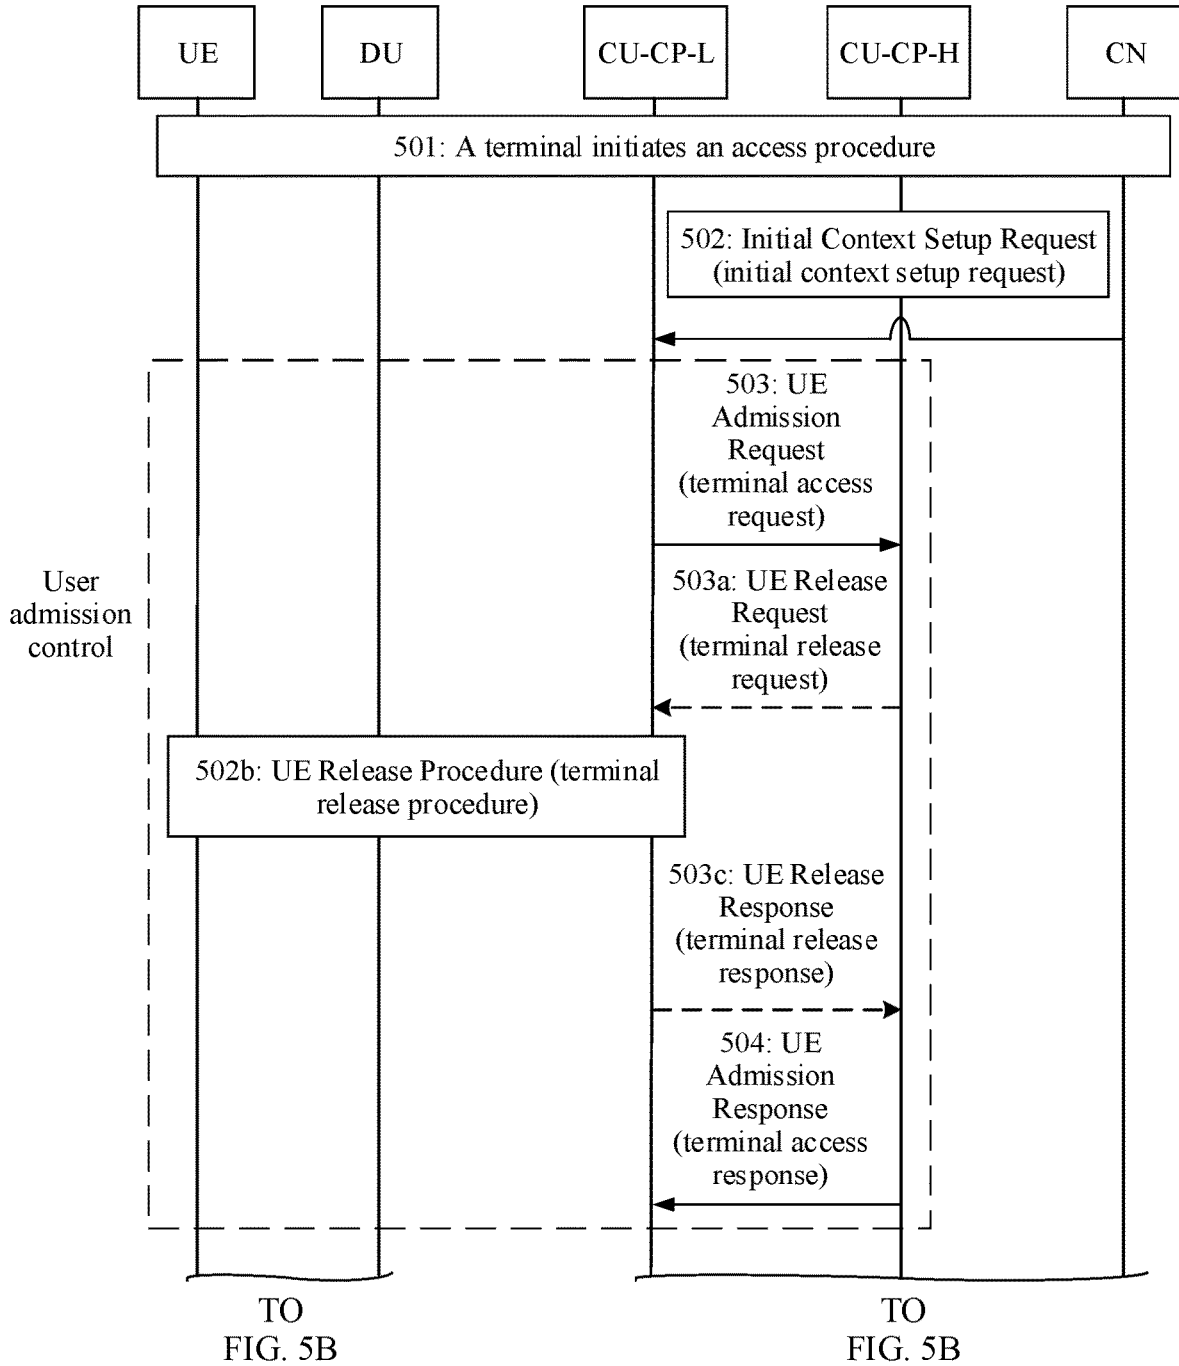 UE
DU
CU-CP-L
CU-CP-H
CN
501: A terminal initiates an access procedure
502: Initial Context Setup Request
(initial context setup request)
503: UE
Admission
Request
(terminal access
request)
503a: UE Release
Request
(terminal release
request)
User
admission
control
502b: UE Release Procedure (terminal
release procedure)
503c: UE Release
Response
(terminal release
response)
504: UE
Admission
Response
(terminal access
response)
TO
FIG. 5B
TO
FIG. 5B